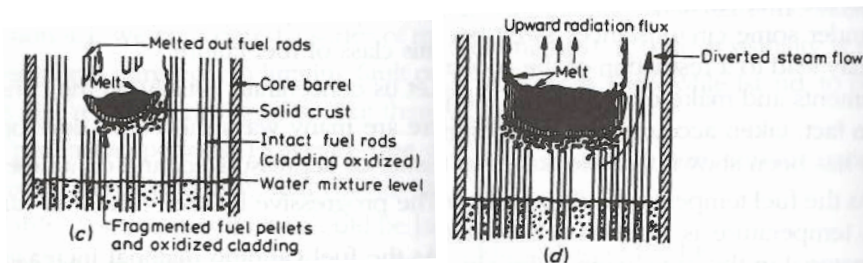 Melted out fuel rods
Melt
Core barrel
Solid crust
Intact fuel rods
(cladding oxidized)
Water mixture level
Fragmented fuel pellets
and oxidized cladding
(c)
Upward radiation flux
Diverted steam flow
Melt
(d)